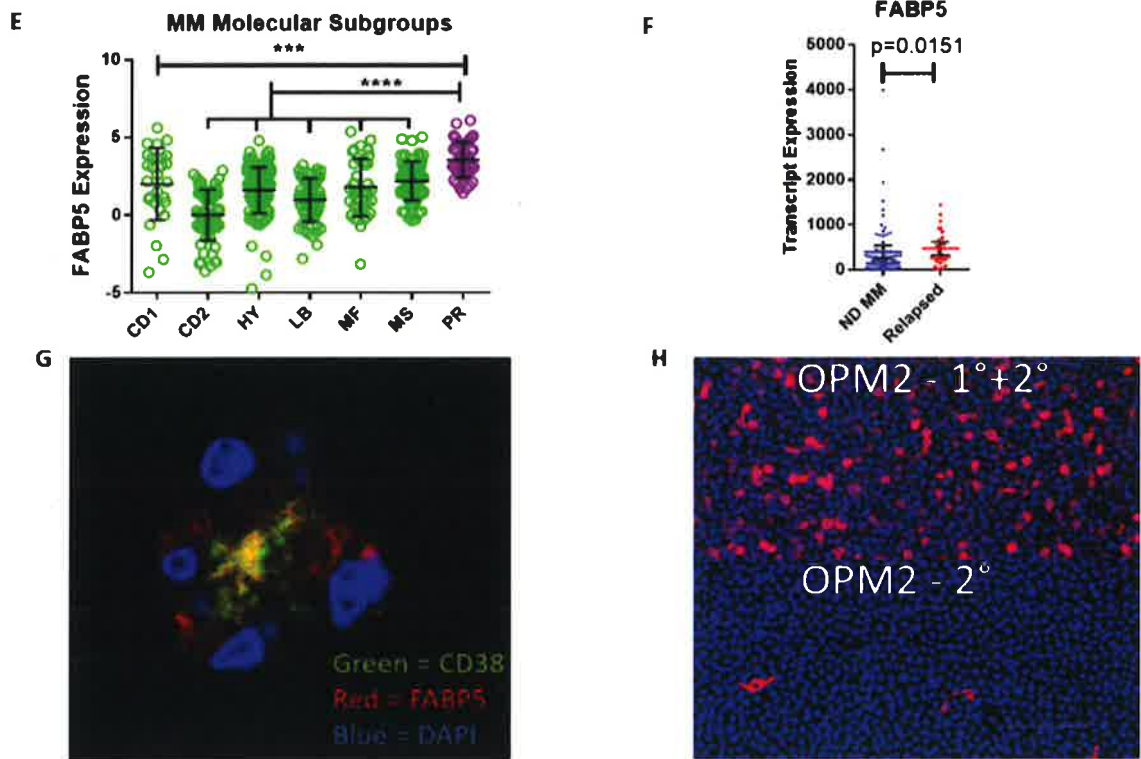 E
MM Molecular Subgroups
***
****
FABP5 Expression
10
5
0
-5
CD1
CD2
HY
LB
MF
MS
PR
F
FABP5
p=0.0151
Transcript Expression
5000
4000
3000
2000
1000
0
ND MM
Relapsed
G
Green = CD38
Red = FABP5
Blue = DAPI
H
OPM2 - 1°+2°
OPM2 - 2°